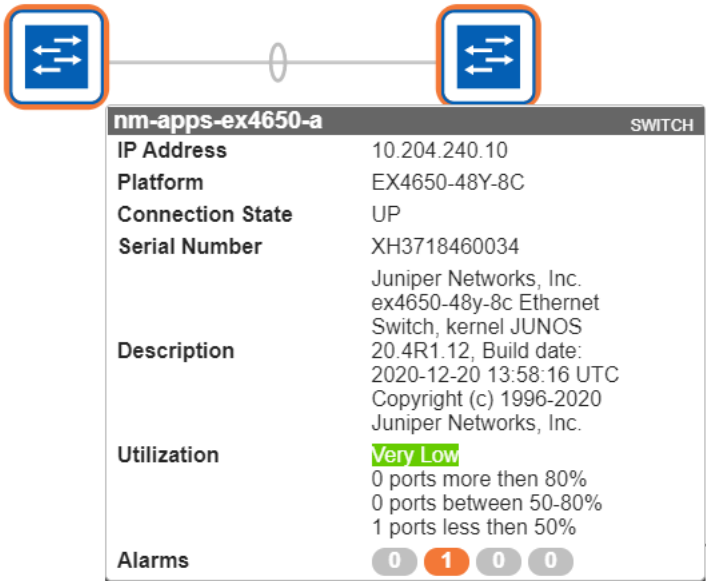 nm-apps-ex4650-a SWITCH
IP Address 10.204.240.10
Platform EX4650-48Y-8C
Connection State UP
Serial Number XH3718460034
Description Juniper Networks, Inc.
ex4650-48y-8c Ethernet
Switch, kernel JUNOS
20.4R1.12, Build date:
2020-12-20 13:58:16 UTC
Copyright (c) 1996-2020
Juniper Networks, Inc.
Utilization Very Low
0 ports more then 80%
0 ports between 50-80%
1 ports less then 50%
Alarms 0 1 0 0